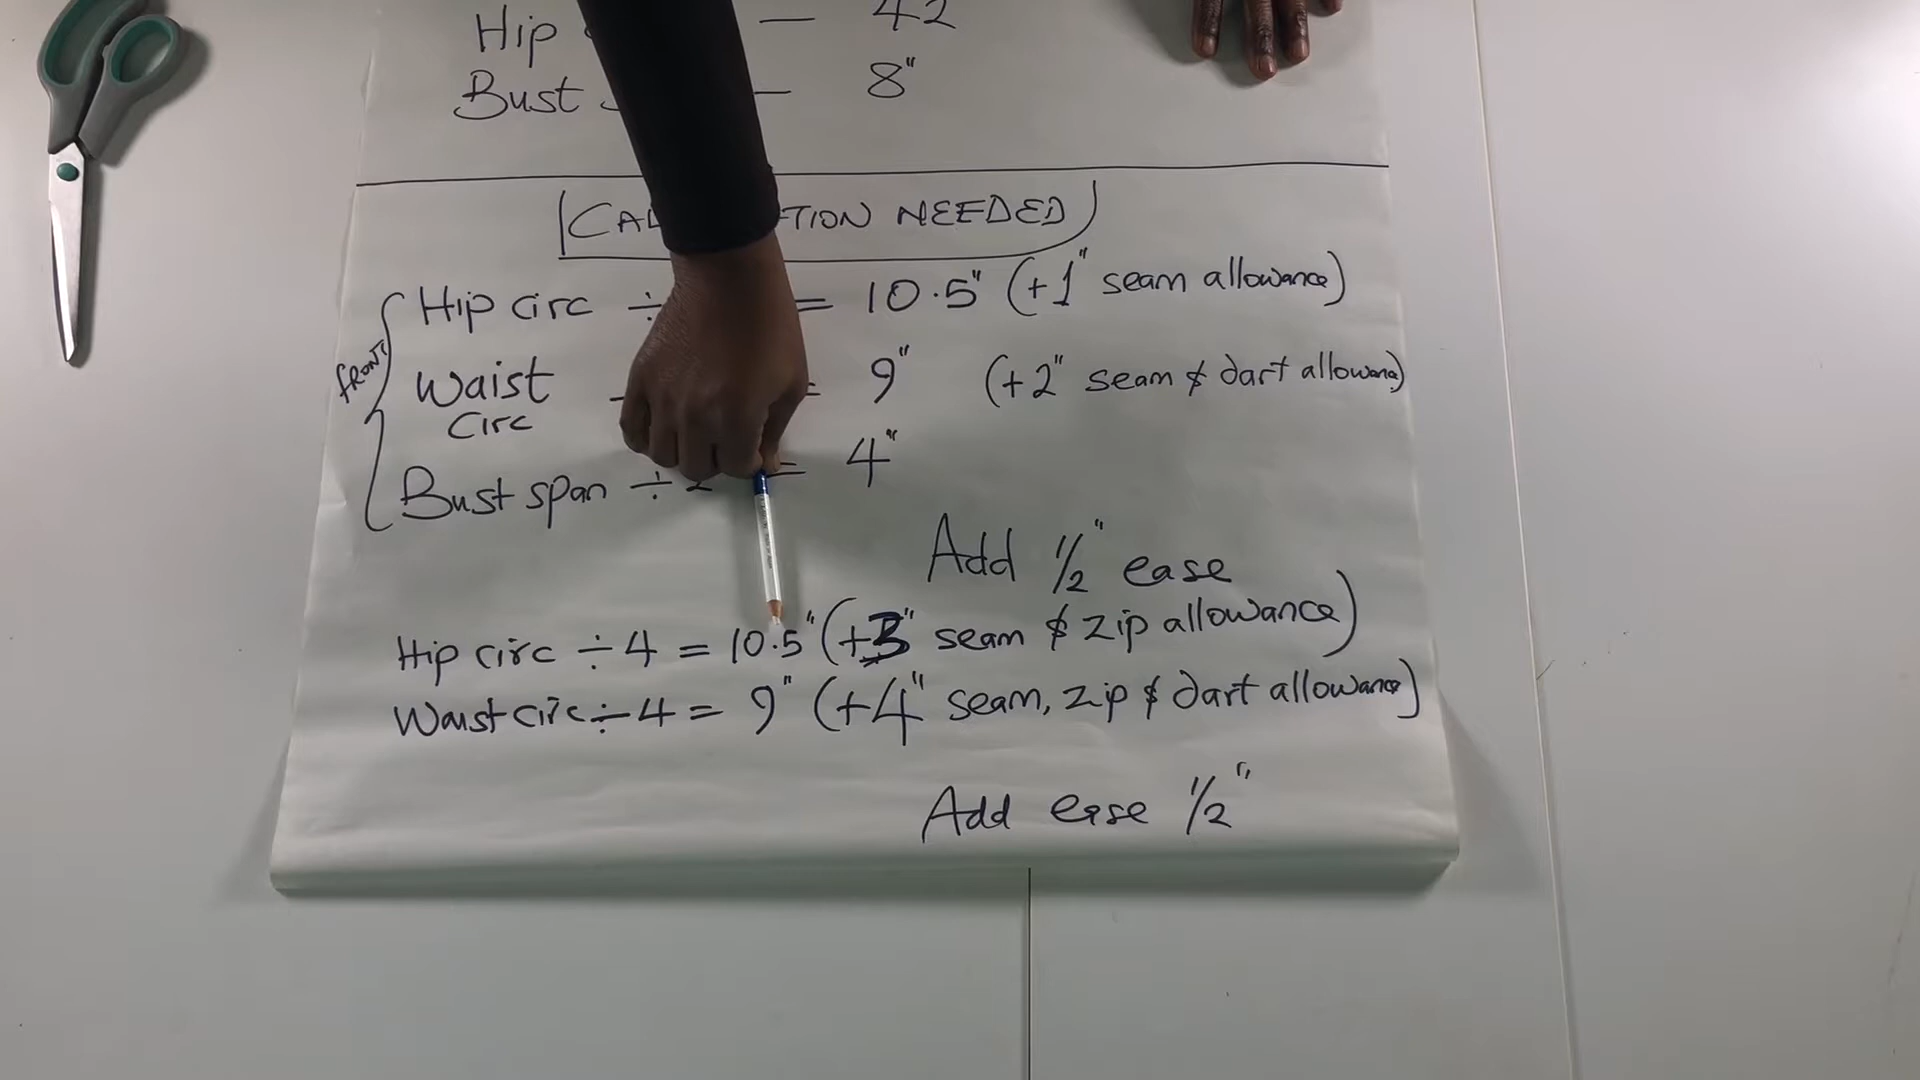 Hip — 42
Bust — 8"
NEEDED
FRONT
Hip circ ÷ = 10.5" (+1" seam allowance)
Waist Circ = 9" (+2" seam & dart allowance)
Bust span ÷ 2 = 4"
Add 1/2" ease
Hip circ ÷ 4 = 10.5" (+3" seam & zip allowance)
Waist circ ÷ 4 = 9" (+4" seam, zip & dart allowance)
Add ease 1/2"